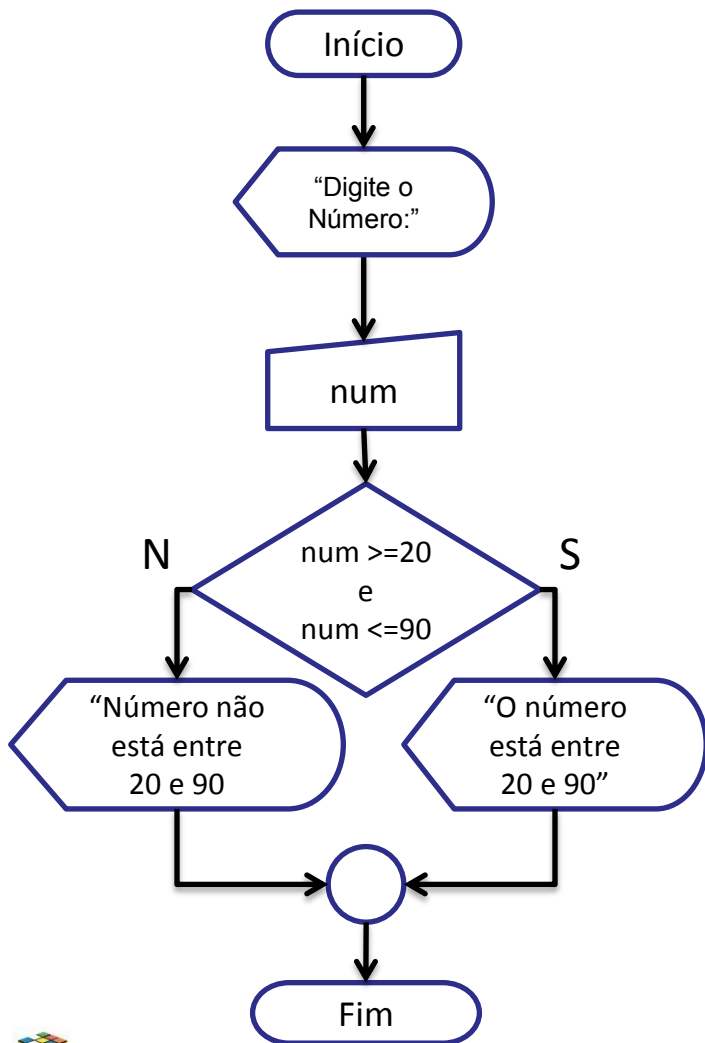 Início
“Digite o
Número:”
num
N
S
num >=20
e
num <=90
“Número não
está entre
20 e 90
“O número
está entre
20 e 90”
Fim